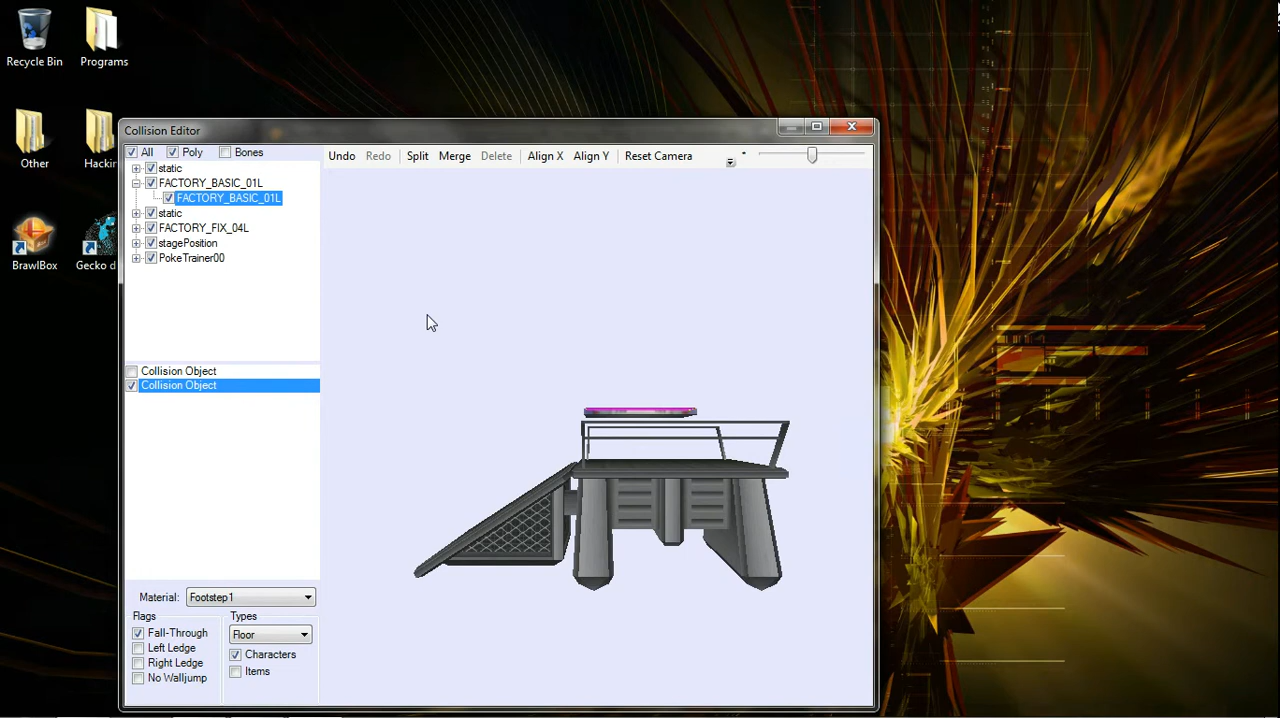 Recycle Bin
Programs
Other
Hackin
BrawlBox
Gecko d
Collision Editor
All Poly Bones
static
FACTORY_BASIC_01L
FACTORY_BASIC_01L
static
FACTORY_FIX_04L
stagePosition
PokeTrainer00
Undo Redo Split Merge Delete Align X Align Y Reset Camera
Collision Object
Collision Object
Material: Footstep1
Flags
Fall-Through
Left Ledge
Right Ledge
No Walljump
Types
Floor
Characters
Items